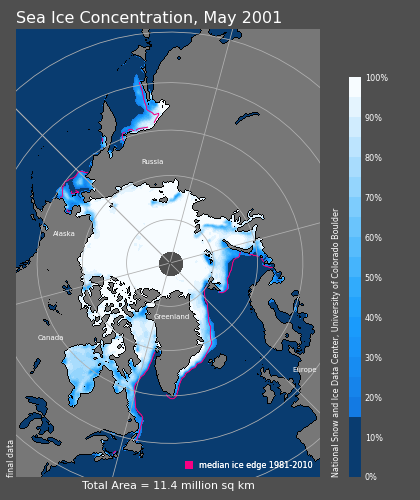 Sea Ice Concentration, May 2001
Russia
Alaska
Greenland
Canada
Europe
median ice edge 1981-2010
final data
Total Area = 11.4 million sq km
100%
90%
80%
70%
60%
50%
40%
30%
20%
10%
0%
National Snow and Ice Data Center, University of Colorado Boulder